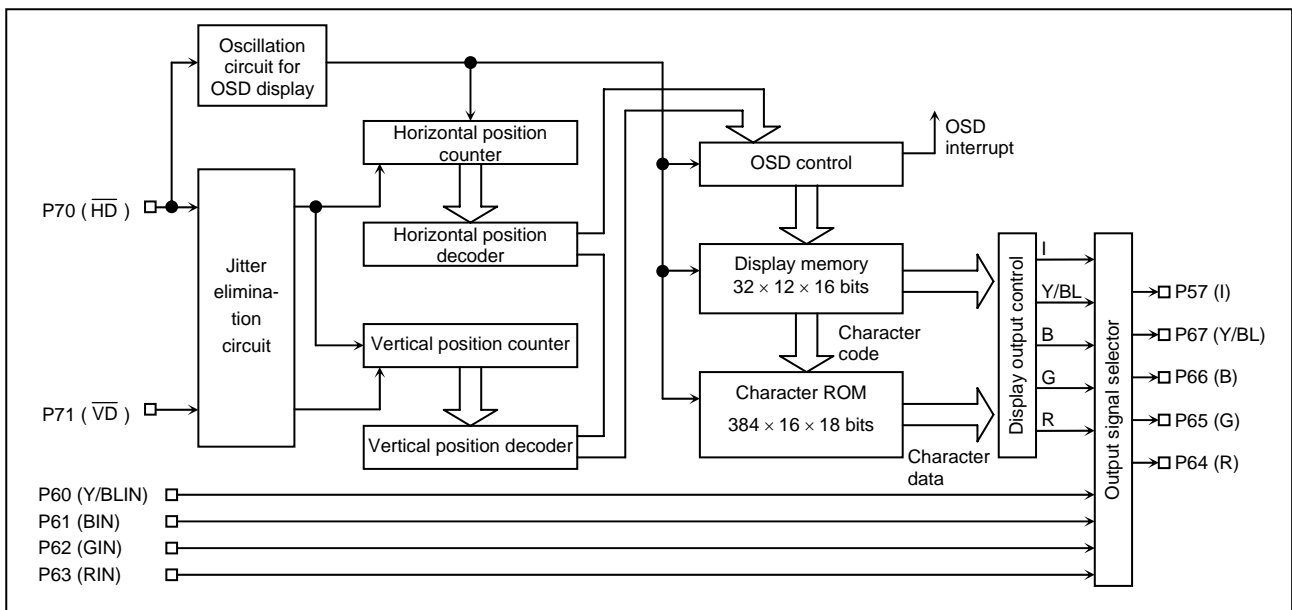 Oscillation
circuit for
OSD display
Horizontal position
counter
OSD control
OSD
interrupt
P70 ( H̅D̅ )
Horizontal position
decoder
Jitter
elimina-
tion
circuit
Display memory
32 × 12 × 16 bits
Display output control
I
Y/BL
B
G
R
Output signal selector
P57 (I)
P67 (Y/BL)
P66 (B)
P65 (G)
P64 (R)
Vertical position counter
Character
code
Character ROM
384 × 16 × 18 bits
P71 ( V̅D̅ )
Vertical position decoder
Character
data
P60 (Y/BLIN)
P61 (BIN)
P62 (GIN)
P63 (RIN)